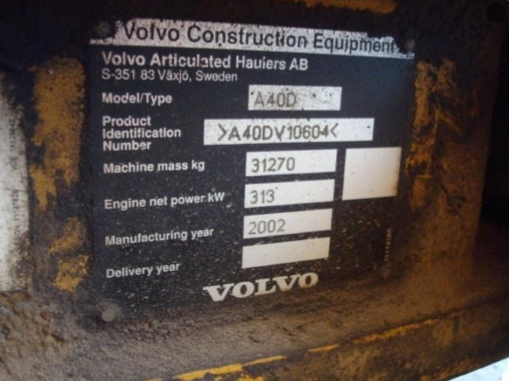 Volvo Construction Equipment
Volvo Articulated Haulers AB
S-351 83 Växjö, Sweden
Model/Type A40D
Product
Identification
Number >A40DV10604<
Machine mass kg 31270
Engine net power kW 313
Manufacturing year 2002
Delivery year
VOLVO